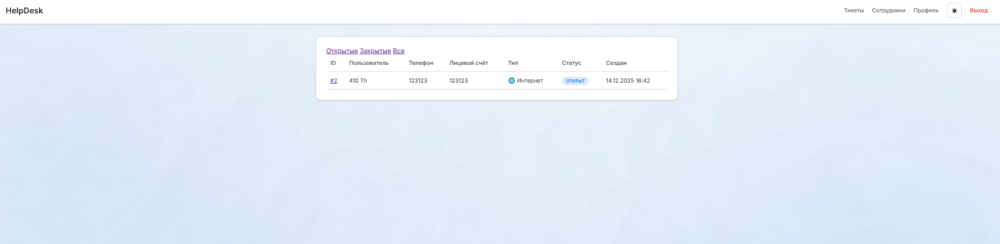 HelpDesk
Тикеты Сотрудники Профиль Выход
Открытые Закрытые Все
ID Пользователь Телефон Лицевой счёт Тип Статус Создан
#2 410 Th 123123 123123 Интернет ОТКРЫТ 14.12.2025 16:42